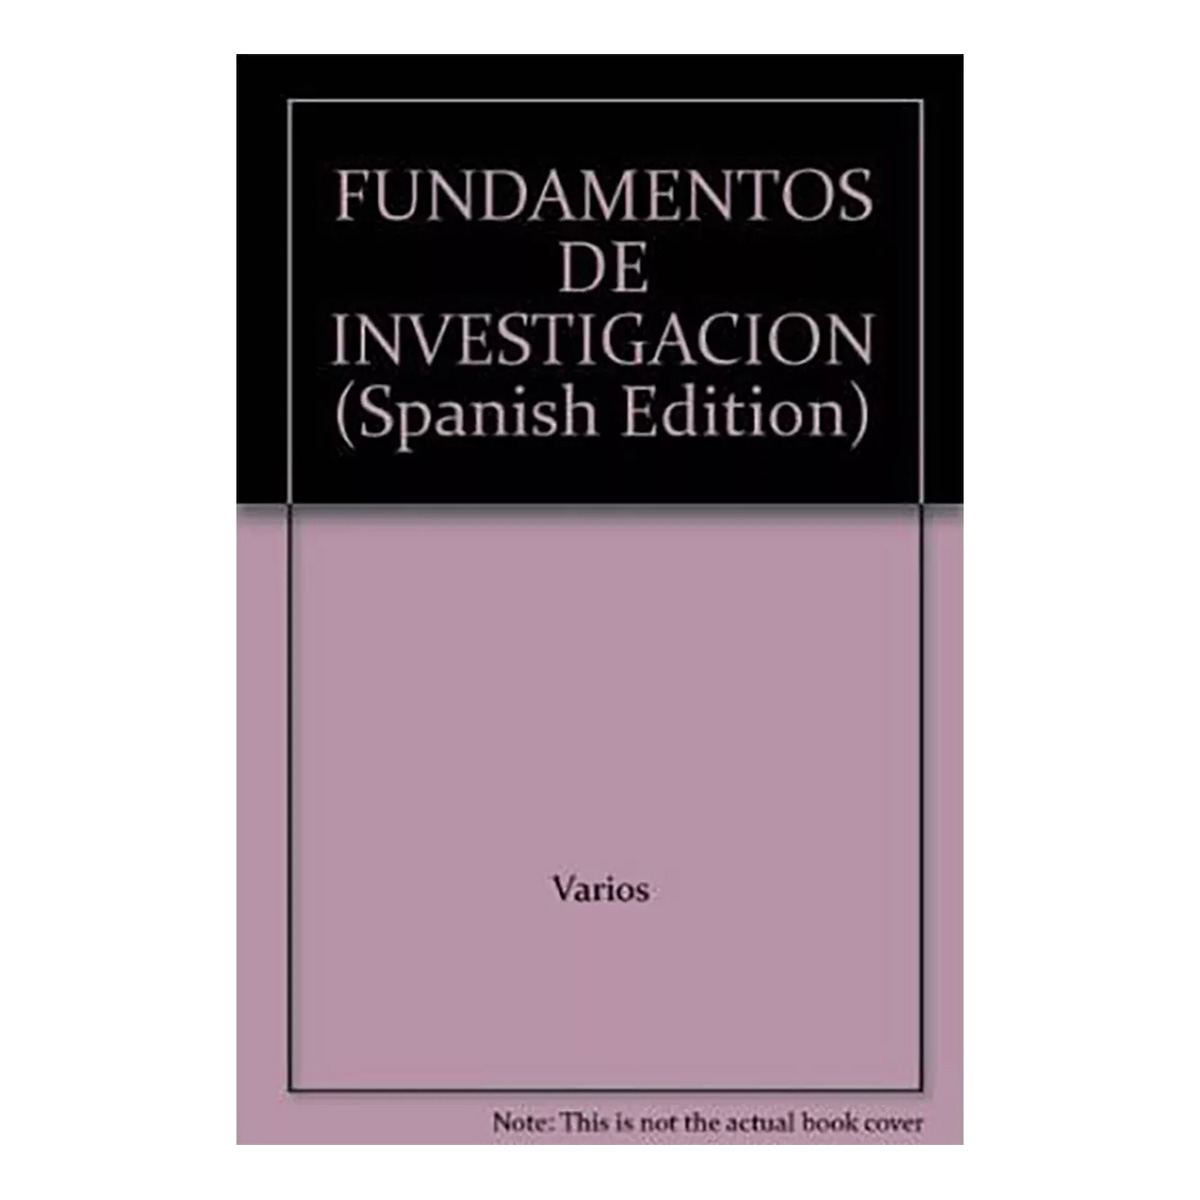 FUNDAMENTOS
DE
INVESTIGACION
(Spanish Edition)
Varios
Note: This is not the actual book cover